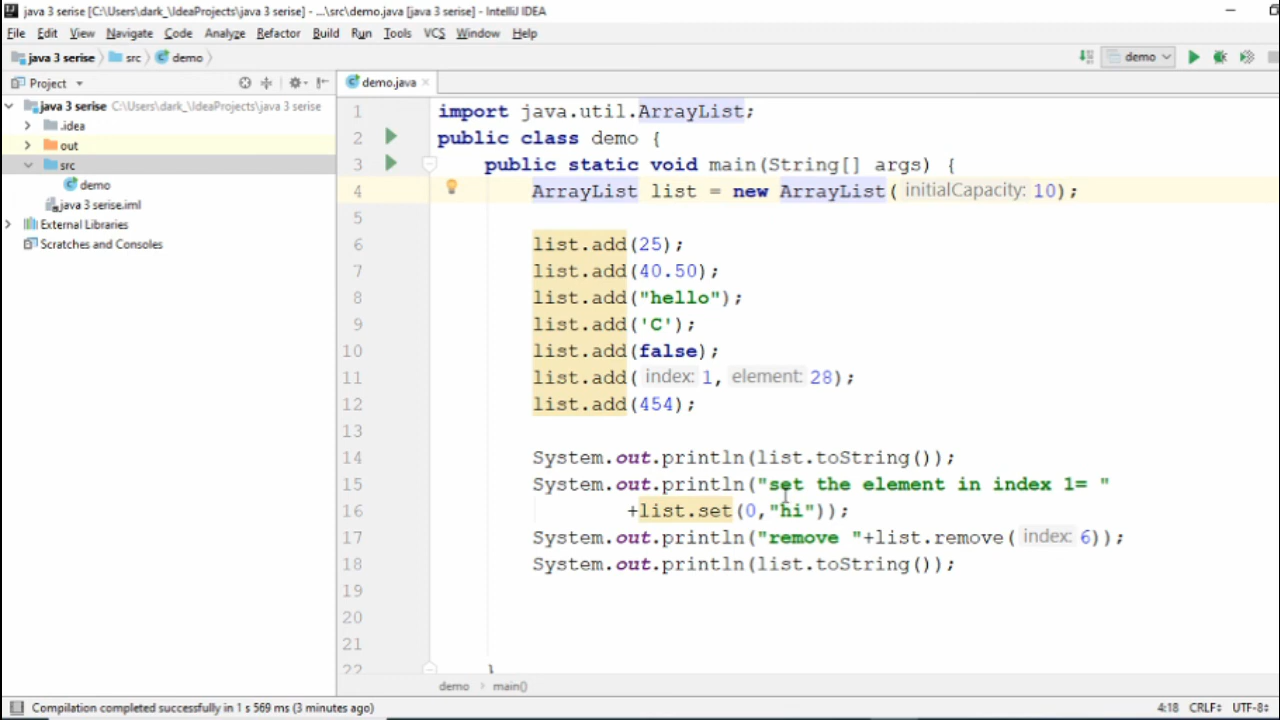 java 3 serise [C:\Users\dark_\IdeaProjects\java 3 serise] - ...\src\demo.java [java 3 serise] - IntelliJ IDEA
File Edit View Navigate Code Analyze Refactor Build Run Tools VCS Window Help
java 3 serise src demo demo
Project demo.java
java 3 serise C:\Users\dark_\IdeaProjects\java 3 serise
.idea
out
src
demo
java 3 serise.iml
External Libraries
Scratches and Consoles
1 import java.util.ArrayList;
2 public class demo {
3 public static void main(String[] args) {
4 ArrayList list = new ArrayList( initialCapacity: 10);
5
6 list.add(25);
7 list.add(40.50);
8 list.add("hello");
9 list.add('C');
10 list.add(false);
11 list.add( index: 1, element: 28);
12 list.add(454);
13
14 System.out.println(list.toString());
15 System.out.println("set the element in index 1= "
16 +list.set(0,"hi"));
17 System.out.println("remove "+list.remove( index: 6));
18 System.out.println(list.toString());
19
20
21
22 }
demo main()
Compilation completed successfully in 1 s 569 ms (3 minutes ago) 4:18 CRLF UTF-8